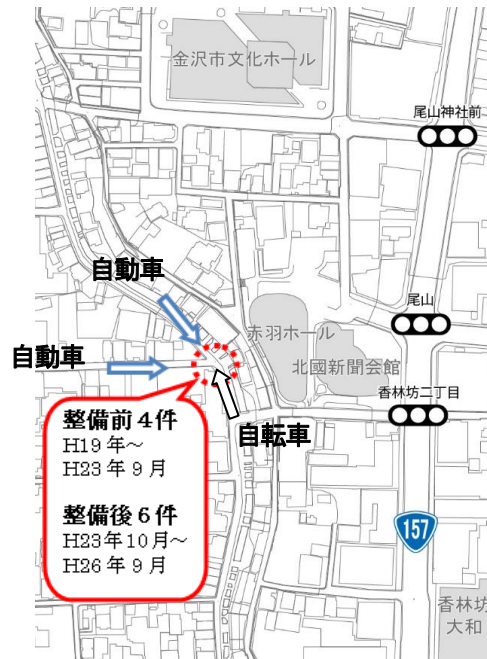 金沢市文化ホール
尾山神社前
自動車
尾山
赤羽ホール
自動車
北國新聞会館
香林坊二丁目
自転車
整備前４件
H19年～
H23年９月
整備後６件
H23年10月～
H26年９月
157
香林坊
大和